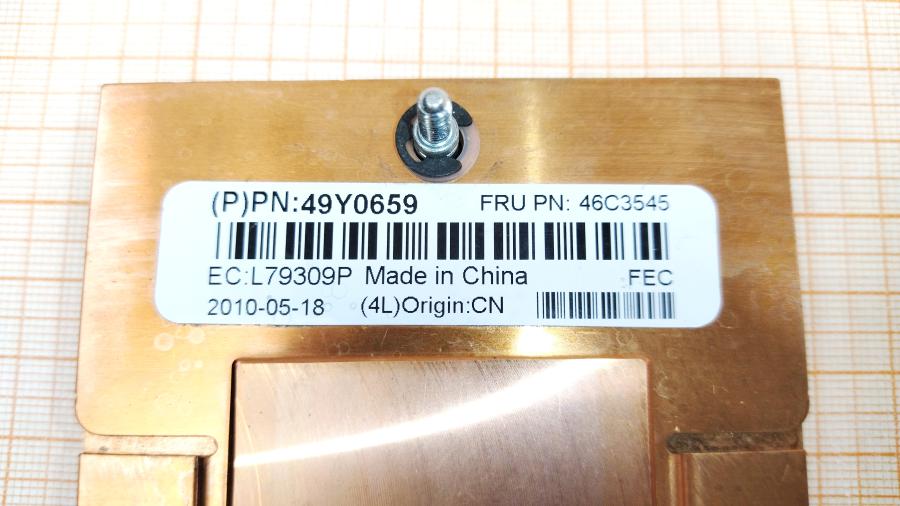 (P)PN:49Y0659 FRU PN: 46C3545
EC:L79309P Made in China FEC
2010-05-18 (4L)Origin:CN